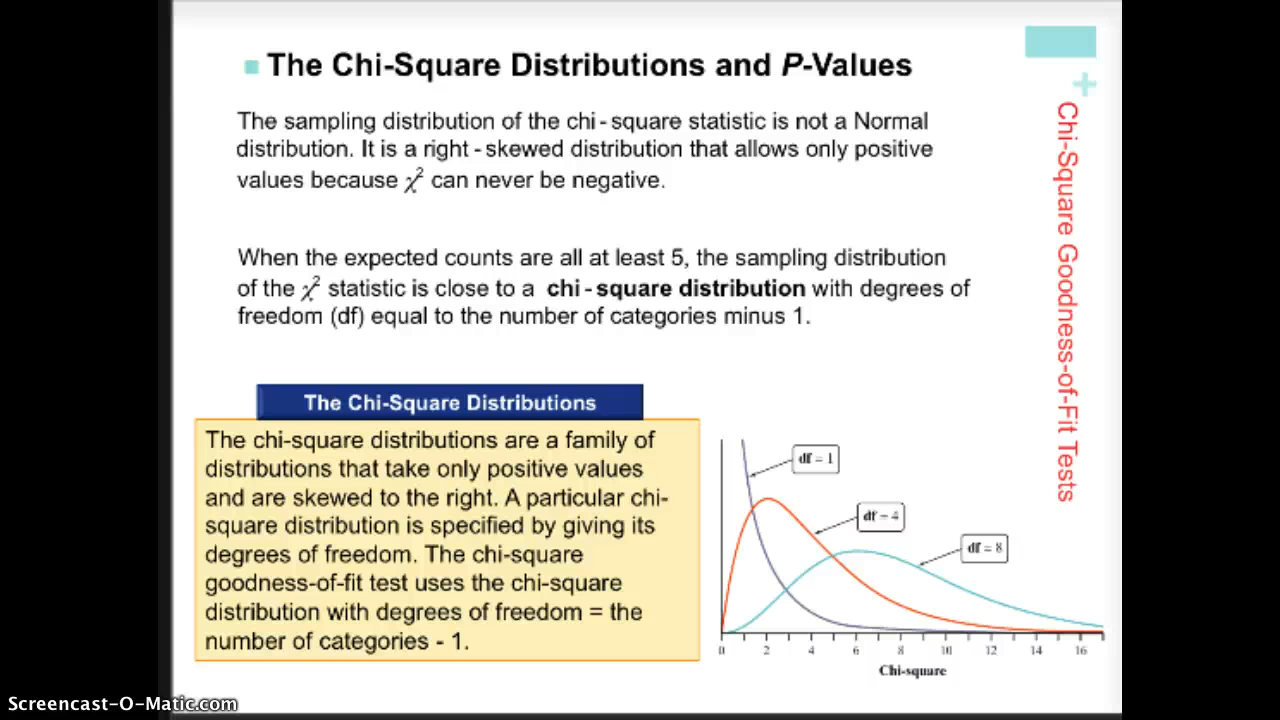 The Chi-Square Distributions and P-Values
The sampling distribution of the chi-square statistic is not a Normal
distribution. It is a right-skewed distribution that allows only positive
values because χ² can never be negative.
When the expected counts are all at least 5, the sampling distribution
of the χ² statistic is close to a chi-square distribution with degrees of
freedom (df) equal to the number of categories minus 1.
The Chi-Square Distributions
The chi-square distributions are a family of
distributions that take only positive values
and are skewed to the right. A particular chi-
square distribution is specified by giving its
degrees of freedom. The chi-square
goodness-of-fit test uses the chi-square
distribution with degrees of freedom = the
number of categories - 1.
df = 1
df = 4
df = 8
0 2 4 6 8 10 12 14 16
Chi-square
+
Chi-Square Goodness-of-Fit Tests
Screencast-O-Matic.com